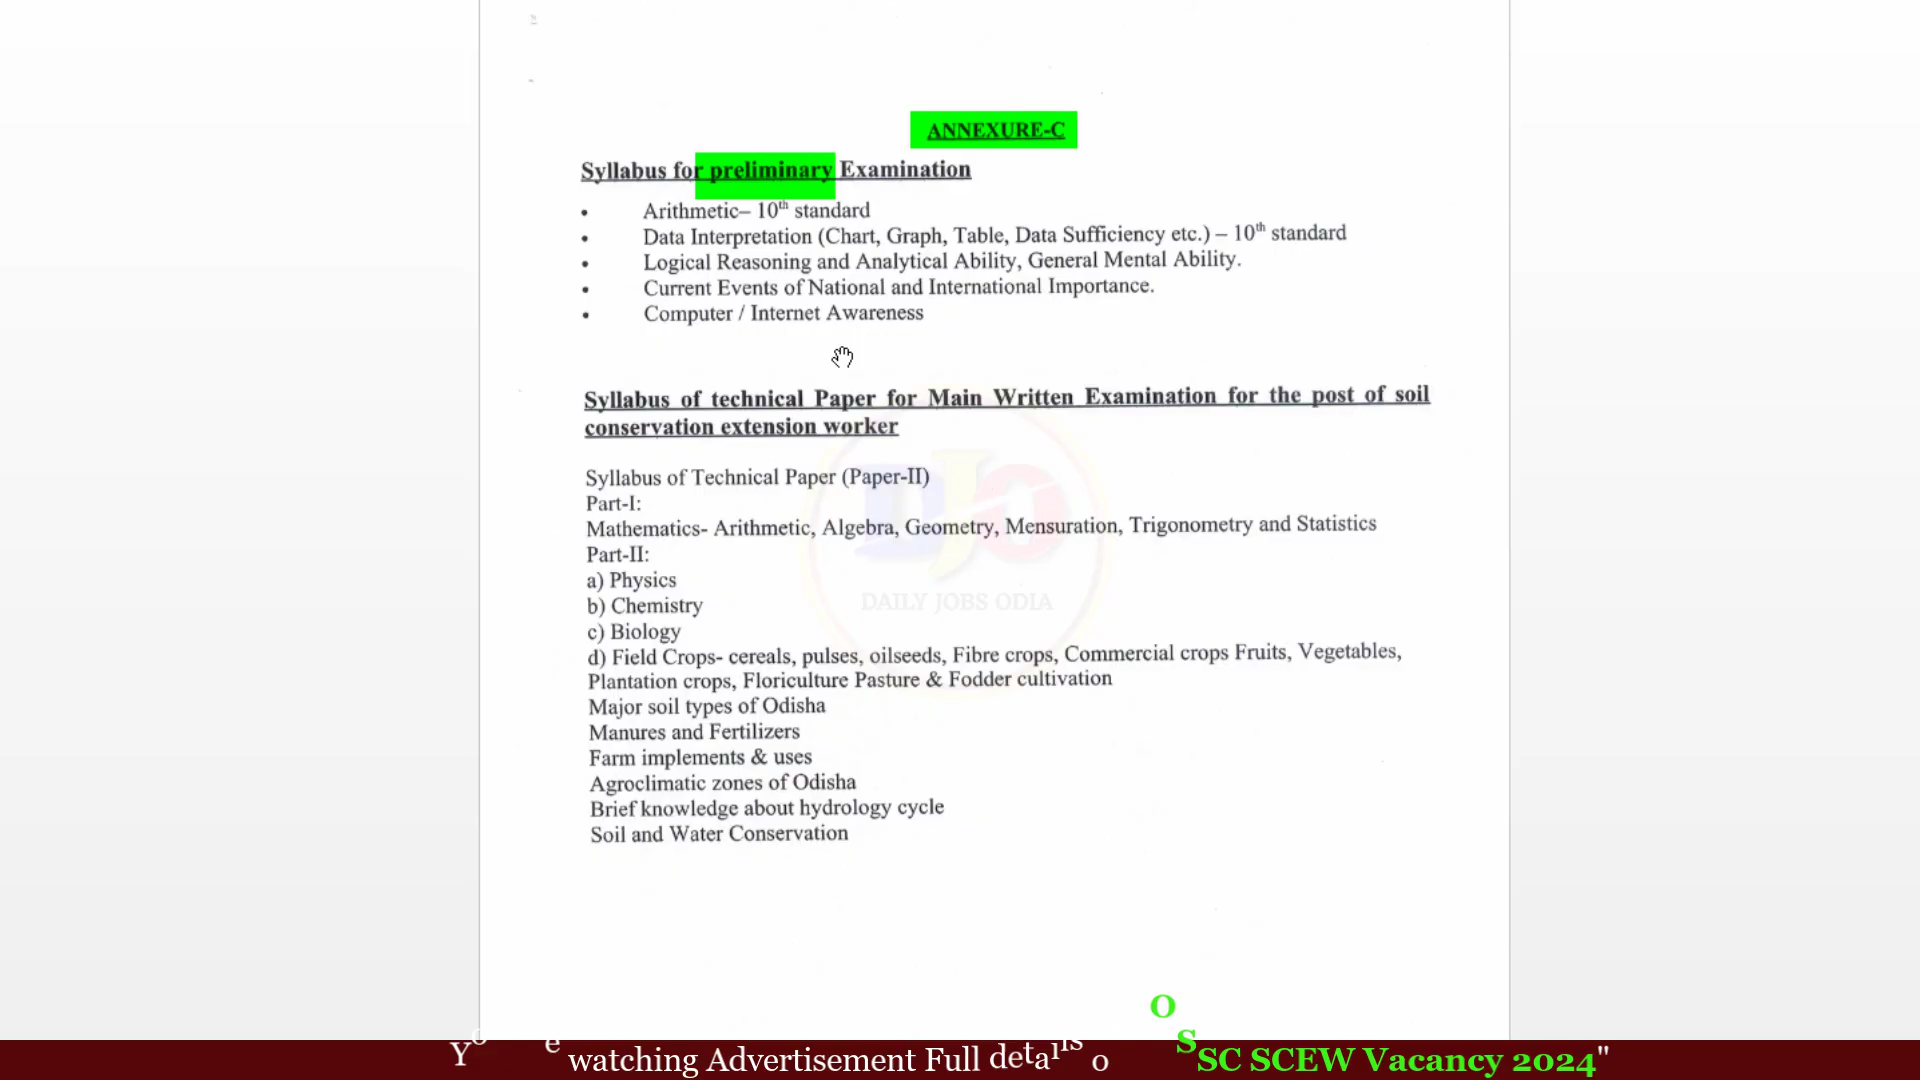 ANNEXURE-C
Syllabus for preliminary Examination
• Arithmetic– 10th standard
• Data Interpretation (Chart, Graph, Table, Data Sufficiency etc.) – 10th standard
• Logical Reasoning and Analytical Ability, General Mental Ability.
• Current Events of National and International Importance.
• Computer / Internet Awareness
Syllabus of technical Paper for Main Written Examination for the post of soil
conservation extension worker
Syllabus of Technical Paper (Paper-II)
Part-I:
Mathematics- Arithmetic, Algebra, Geometry, Mensuration, Trigonometry and Statistics
Part-II:
a) Physics
b) Chemistry
DAILY JOBS ODIA
c) Biology
d) Field Crops- cereals, pulses, oilseeds, Fibre crops, Commercial crops Fruits, Vegetables,
Plantation crops, Floriculture Pasture & Fodder cultivation
Major soil types of Odisha
Manures and Fertilizers
Farm implements & uses
Agroclimatic zones of Odisha
Brief knowledge about hydrology cycle
Soil and Water Conservation
watching Advertisement Full details o OSSSC SCEW Vacancy 2024"